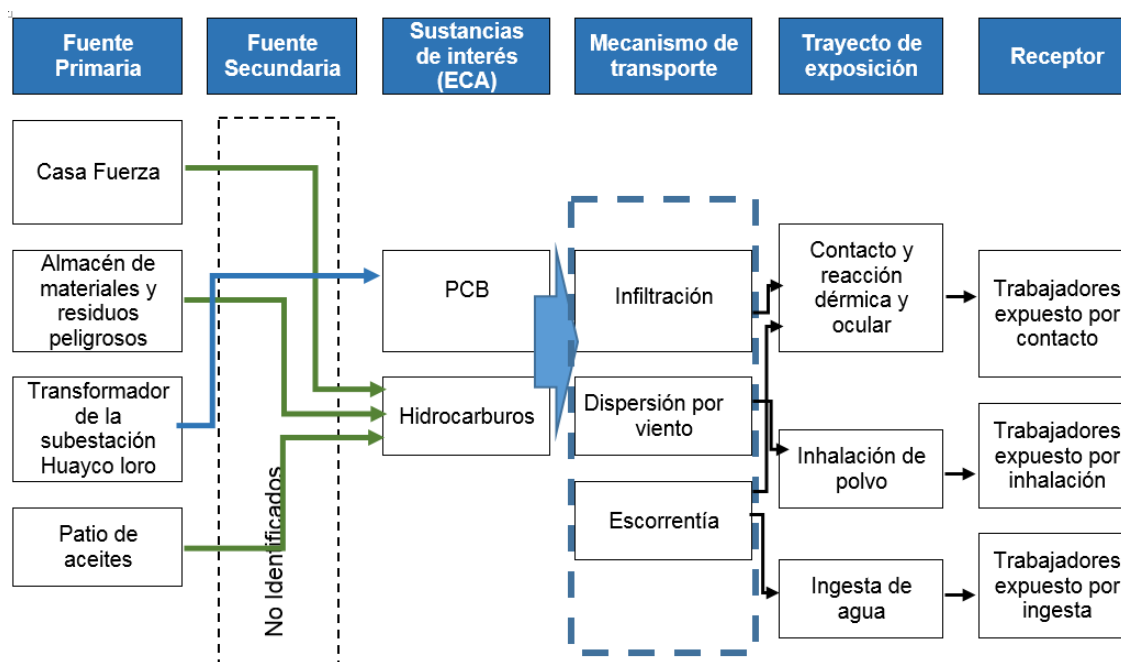 Fuente
Primaria
Fuente
Secundaria
Sustancias
de interés
(ECA)
Mecanismo de
transporte
Trayecto de
exposición
Receptor
Casa Fuerza
Almacén de
materiales y
residuos
peligrosos
Transformador
de la
subestación
Huayco loro
Patio de
aceites
No Identificados
PCB
Hidrocarburos
Infiltración
Dispersión por
viento
Escorrentía
Contacto y
reacción
dérmica y
ocular
Inhalación de
polvo
Ingesta de
agua
Trabajadores
expuesto por
contacto
Trabajadores
expuesto por
inhalación
Trabajadores
expuesto por
ingesta